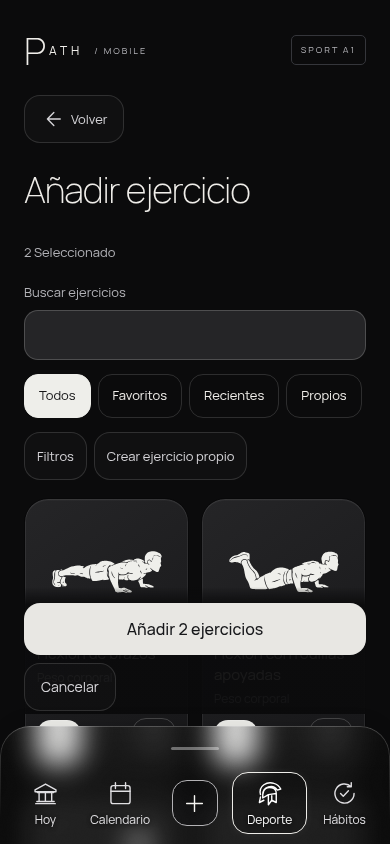 PATH / MOBILE
SPORT A1
Volver
Añadir ejercicio
2 Seleccionado
Buscar ejercicios
Todos Favoritos Recientes Propios
Filtros Crear ejercicio propio
Añadir 2 ejercicios
apoyadas
Peso corporal
Cancelar
Hoy Calendario Deporte Hábitos